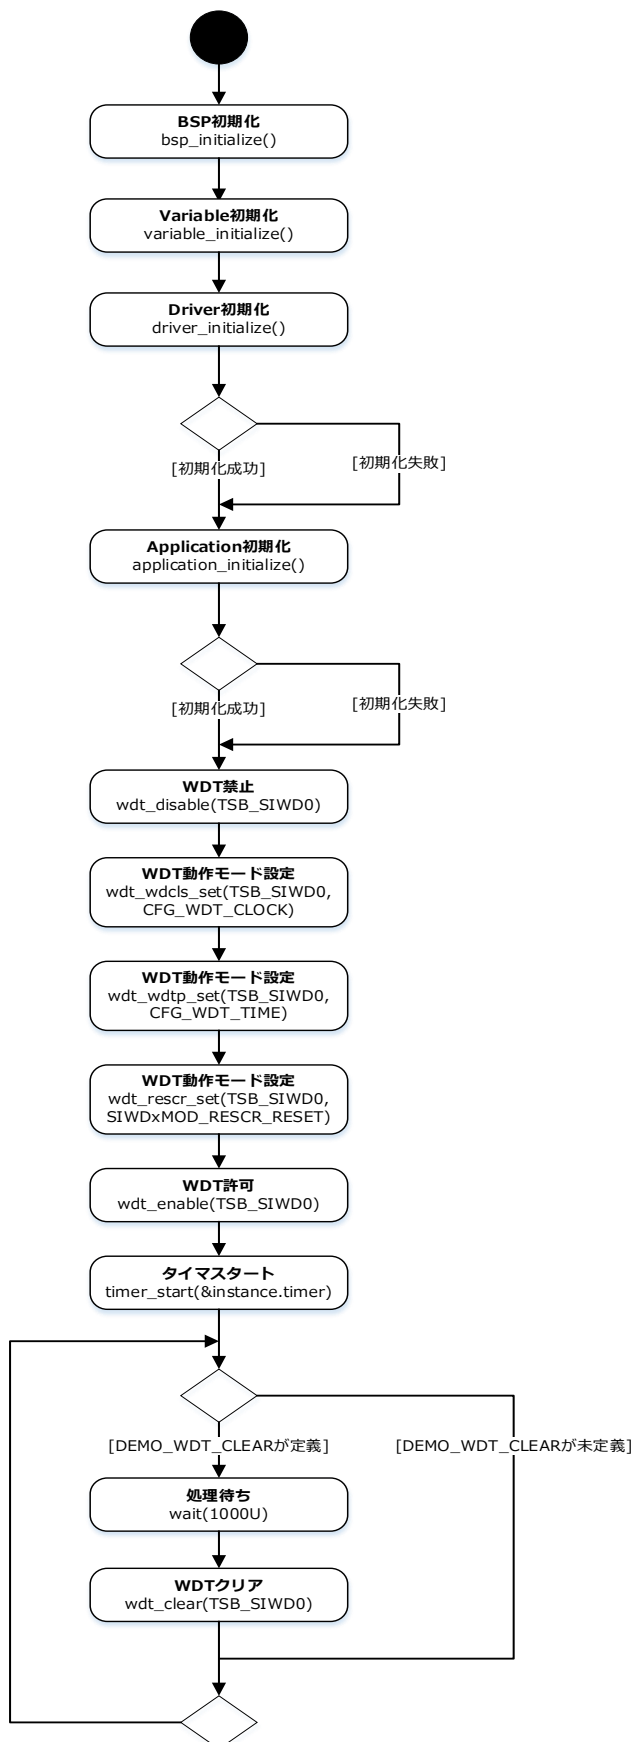 BSP初期化
bsp_initialize()
Variable初期化
variable_initialize()
Driver初期化
driver_initialize()
[初期化成功]
[初期化失敗]
Application初期化
application_initialize()
[初期化成功]
[初期化失敗]
WDT禁止
wdt_disable(TSB_SIWD0)
WDT動作モード設定
wdt_wdcls_set(TSB_SIWD0,
CFG_WDT_CLOCK)
WDT動作モード設定
wdt_wdtp_set(TSB_SIWD0,
CFG_WDT_TIME)
WDT動作モード設定
wdt_rescr_set(TSB_SIWD0,
SIWDxMOD_RESCR_RESET)
WDT許可
wdt_enable(TSB_SIWD0)
タイマスタート
timer_start(&instance.timer)
[DEMO_WDT_CLEARが定義]
[DEMO_WDT_CLEARが未定義]
処理待ち
wait(1000U)
WDTクリア
wdt_clear(TSB_SIWD0)